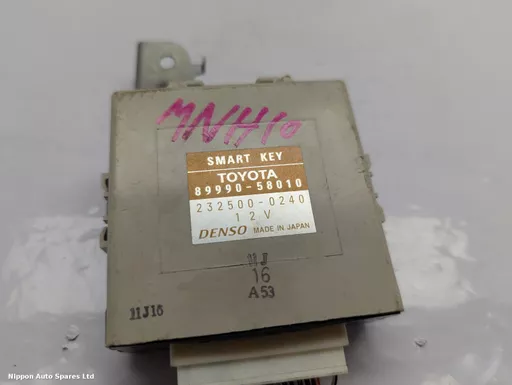 MNH10
SMART KEY
TOYOTA
89990-58010
232500-0240
12V
DENSO MADE IN JAPAN
11J
16
A53
11J16
Nippon Auto Spares Ltd